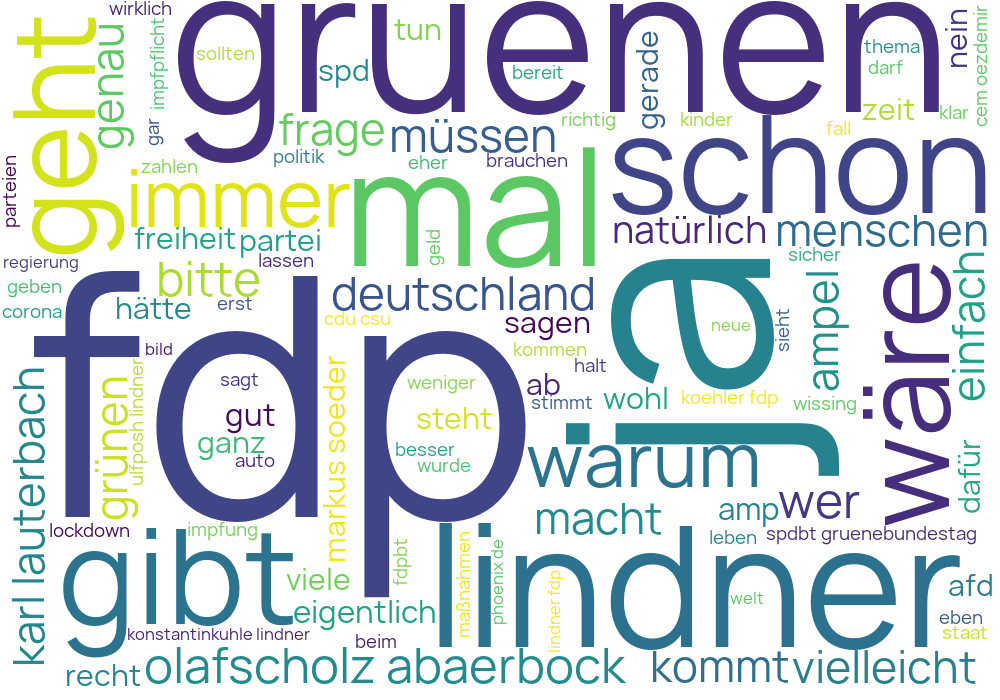 wirklich
gruenen
tun
nein
cem oezdemir
geht
genau
impfpflicht
sollten
spd
bereit
gerade
thema
darf
zeit
klar
gar
frage
müssen
richtig
kinder
fall
schon
zahlen
politik
eher
brauchen
parteien
immer
mal
natürlich
menschen
freiheit
partei
geld
regierung
lassen
sicher
geben
bitte
deutschland
ja
ampel
wäre
einfach
corona
hätte
erst
cdu csu
sagen
neue
sieht
fdp
bild
kommen
halt
karl lauterbach
grünen
ulfposh lindner
sagt
markus soeder
weniger
ab
stimmt
wohl
koehler fdp
wissing
gut
steht
ganz
auto
besser
wurde
warum
dafür
wer
amp
macht
lockdown
impfung
gibt
lindner
leben
spdbt gruenebundestag
viele
fdpbt
maßnahmen
phoenix de
lindner fdp
welt
afd
eigentlich
eben
konstantinkuhle lindner
beim
staat
recht
olafscholz
abaerbock
kommt
vielleicht